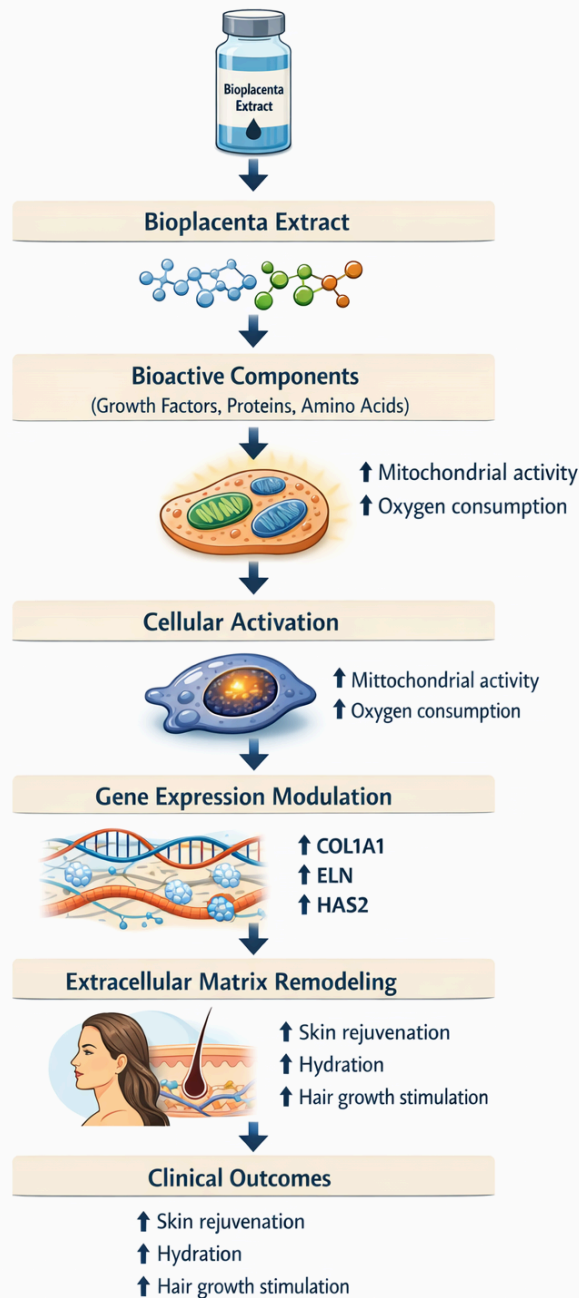 Bioplacenta
Extract
Bioplacenta Extract
Bioactive Components
(Growth Factors, Proteins, Amino Acids)
↑ Mitochondrial activity
↑ Oxygen consumption
Cellular Activation
↑ Mittochondrial activity
↑ Oxygen consumption
Gene Expression Modulation
↑ COL1A1
↑ ELN
↑ HAS2
Extracellular Matrix Remodeling
↑ Skin rejuvenation
↑ Hydration
↑ Hair growth stimulation
Clinical Outcomes
↑ Skin rejuvenation
↑ Hydration
↑ Hair growth stimulation